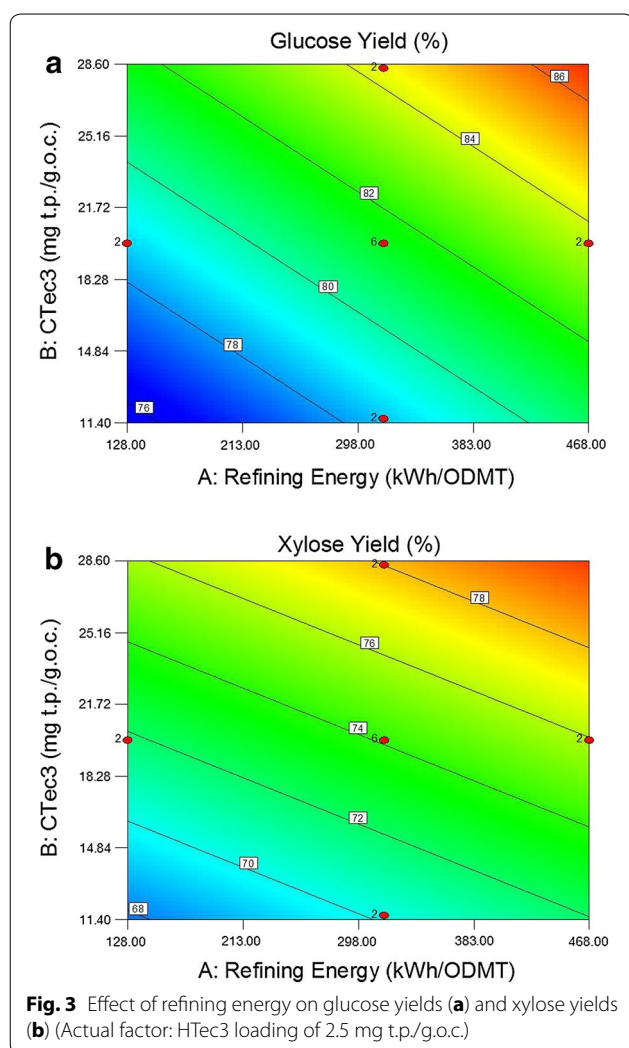 a
Glucose Yield (%)
B: CTec3 (mg t.p./g.o.c.)
28.60
25.16
21.72
18.28
14.84
11.40
2
86
84
82
2
6
2
80
78
76
2
128.00 213.00 298.00 383.00 468.00
A: Refining Energy (kWh/ODMT)
b
Xylose Yield (%)
B: CTec3 (mg t.p./g.o.c.)
28.60
25.16
21.72
18.28
14.84
11.40
2
78
76
74
2
6
2
72
70
68
2
128.00 213.00 298.00 383.00 468.00
A: Refining Energy (kWh/ODMT)
Fig. 3 Effect of refining energy on glucose yields (a) and xylose yields
(b) (Actual factor: HTec3 loading of 2.5 mg t.p./g.o.c.)